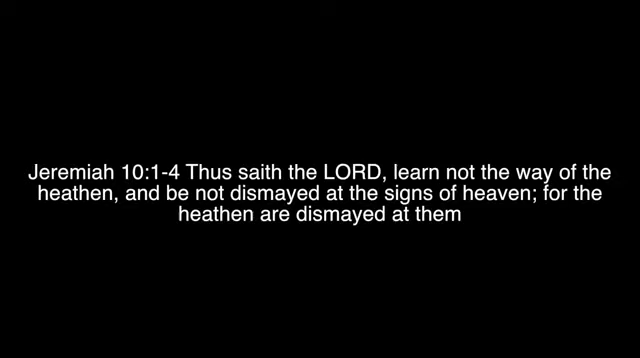 Jeremiah 10:1-4 Thus saith the LORD, learn not the way of the
heathen, and be not dismayed at the signs of heaven; for the
heathen are dismayed at them